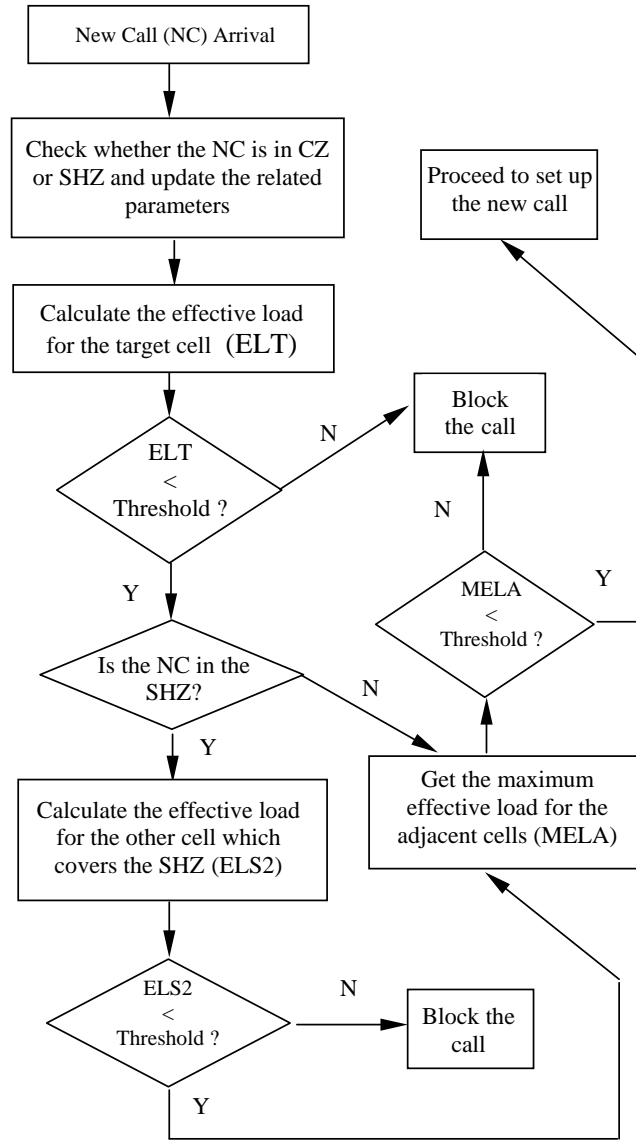 New Call (NC) Arrival
Check whether the NC is in CZ
or SHZ and update the related
parameters
Proceed to set up
the new call
Calculate the effective load
for the target cell (ELT)
Block
the call
N
ELT
<
Threshold ?
N
Y
MELA
<
Threshold ?
Y
Is the NC in the
SHZ?
N
Y
Get the maximum
effective load for the
adjacent cells (MELA)
Calculate the effective load
for the other cell which
covers the SHZ (ELS2)
ELS2
<
Threshold ?
N
Block the
call
Y